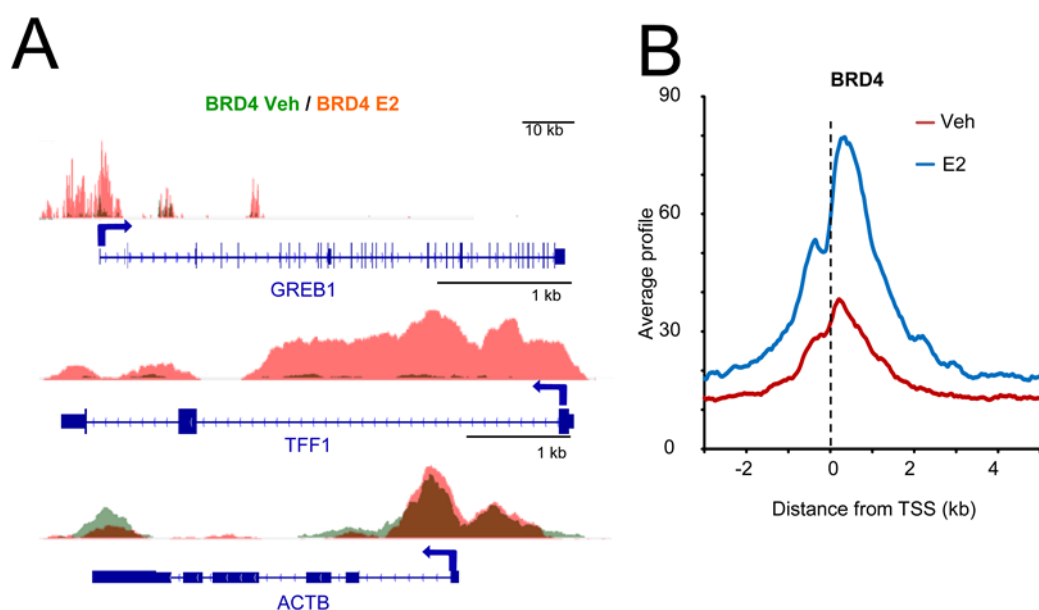 A
BRD4 Veh / BRD4 E2
10 kb
GREB1
1 kb
TFF1
1 kb
ACTB
B
BRD4
90
60
30
0
Average profile
Veh
E2
-2
0
2
4
Distance from TSS (kb)